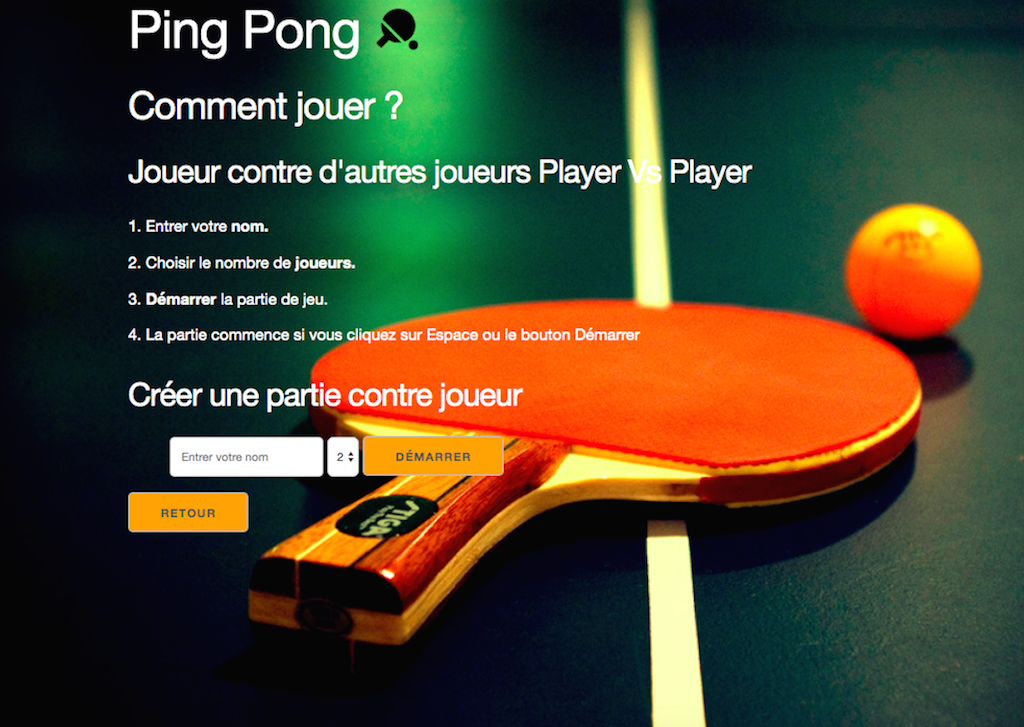 Ping Pong
Comment jouer ?
Joueur contre d'autres joueurs Player Vs Player
1. Entrer votre nom.
2. Choisir le nombre de joueurs.
3. Démarrer la partie de jeu.
4. La partie commence si vous cliquez sur Espace ou le bouton Démarrer
Créer une partie contre joueur
Entrer votre nom
2
DÉMARRER
RETOUR
STIGA